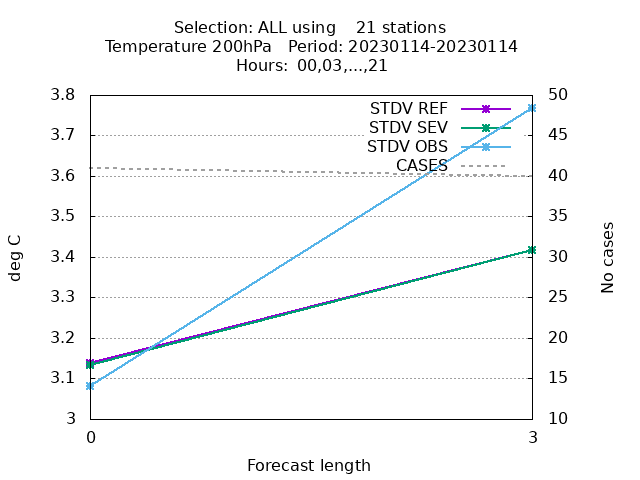 Selection: ALL using    21 stations
Temperature 200hPa   Period: 20230114-20230114
Hours:  00,03,...,21
3.8
3.7
3.6
3.5
3.4
3.3
3.2
3.1
3
50
45
40
35
30
25
20
15
10
STDV REF
STDV SEV
STDV OBS
CASES
deg C
No cases
0
3
Forecast length